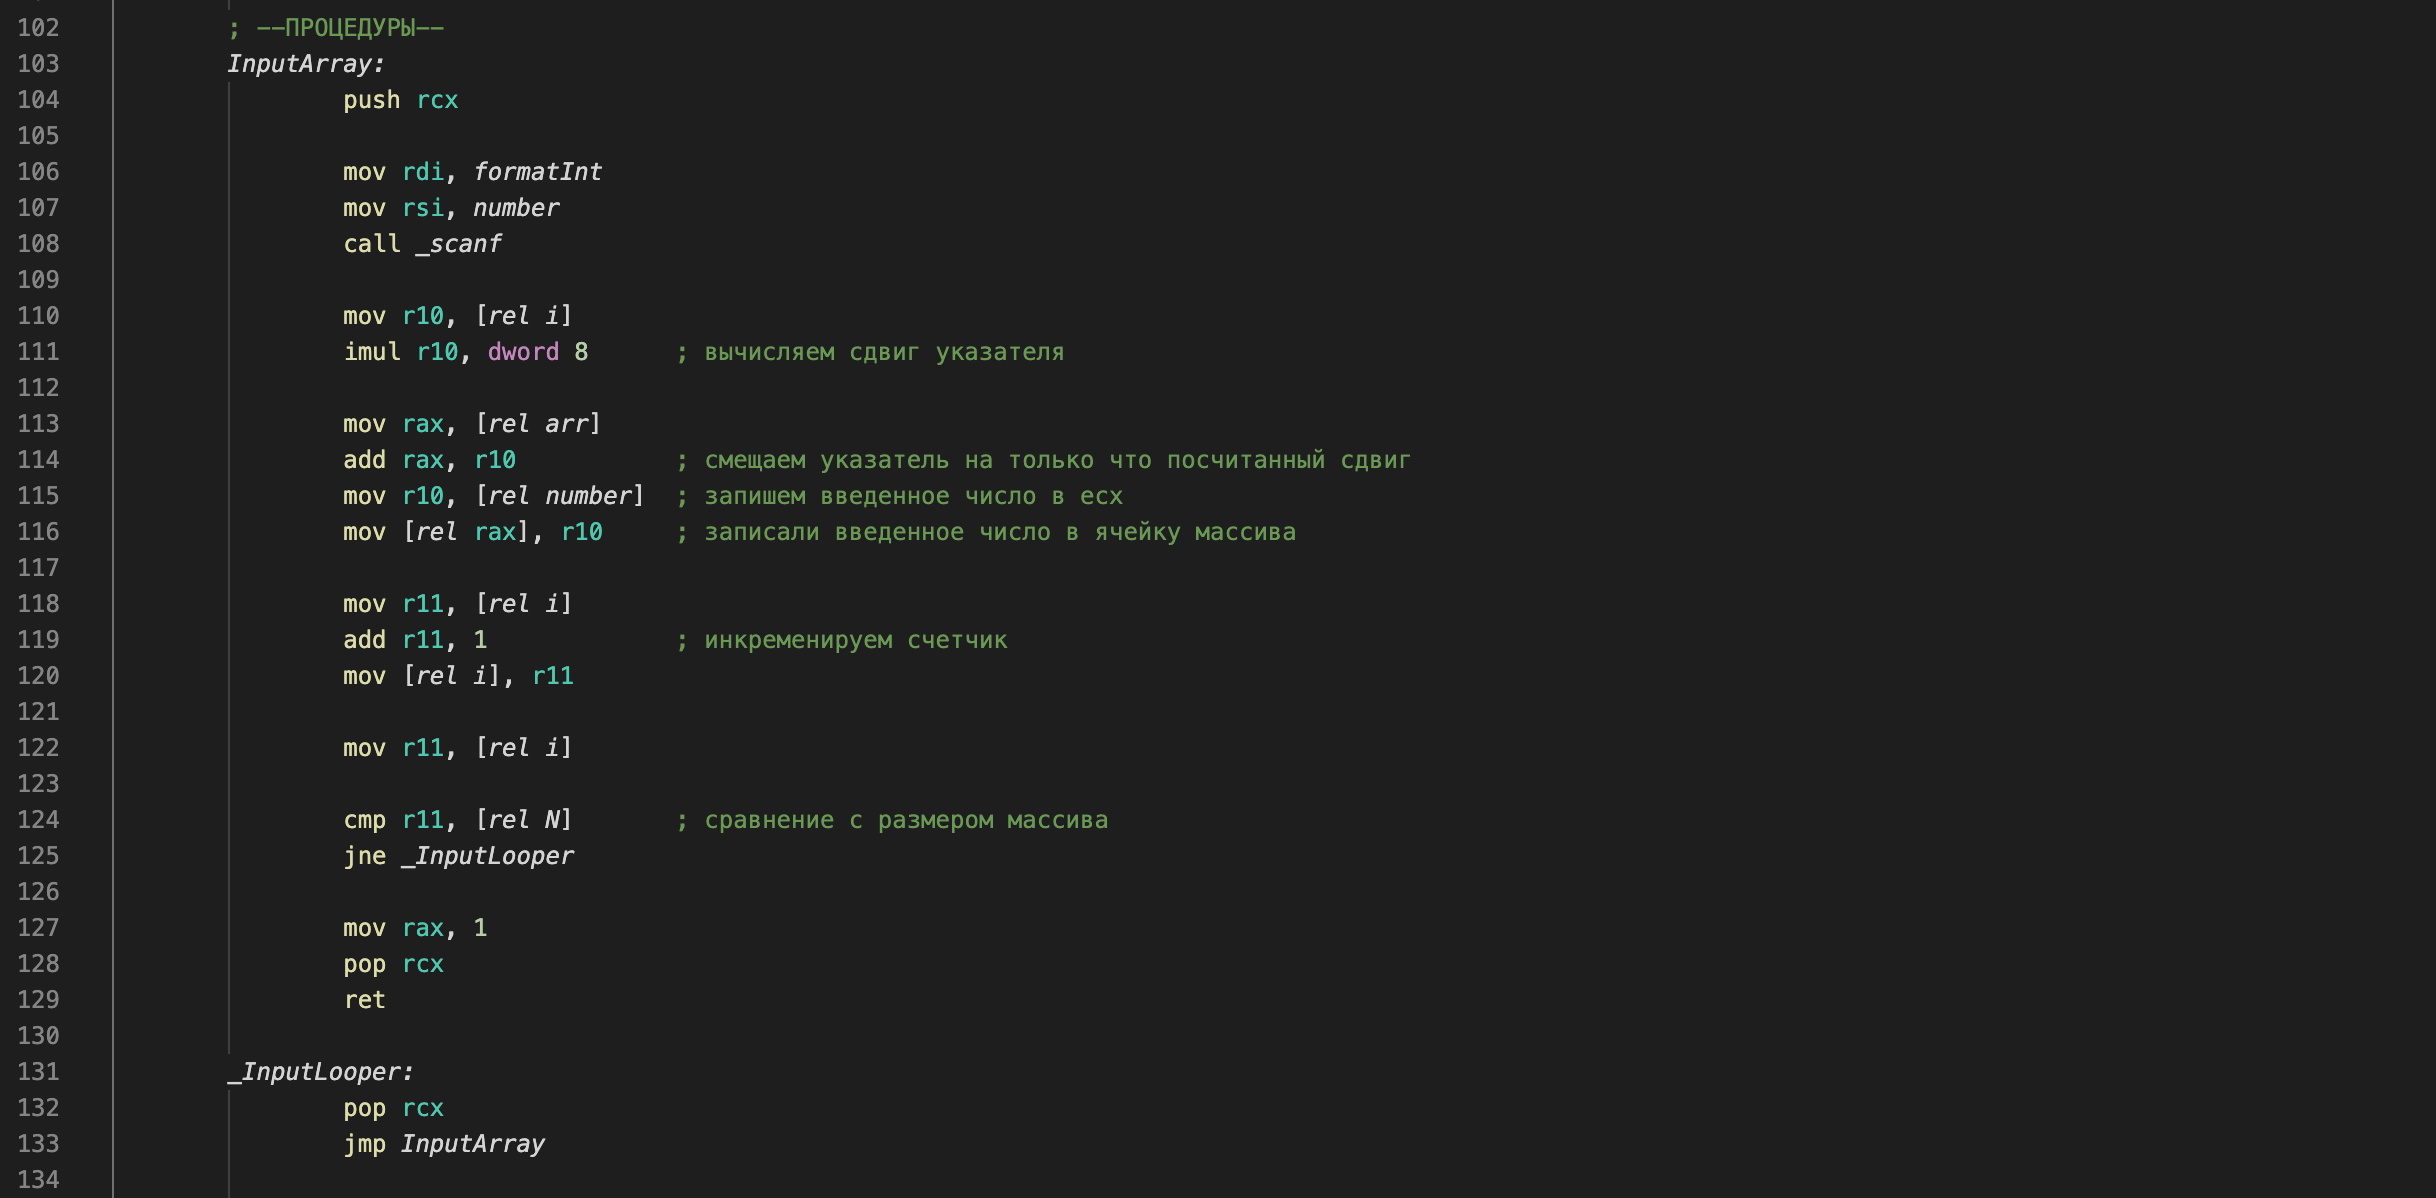 102 ; ——ПРОЦЕДУРЫ——
103 InputArray:
104 push rcx
105
106 mov rdi, formatInt
107 mov rsi, number
108 call _scanf
109
110 mov r10, [rel i]
111 imul r10, dword 8 ; вычисляем сдвиг указателя
112
113 mov rax, [rel arr]
114 add rax, r10 ; смещаем указатель на только что посчитанный сдвиг
115 mov r10, [rel number] ; запишем введенное число в ecx
116 mov [rel rax], r10 ; записали введенное число в ячейку массива
117
118 mov r11, [rel i]
119 add r11, 1 ; инкременируем счетчик
120 mov [rel i], r11
121
122 mov r11, [rel i]
123
124 cmp r11, [rel N] ; сравнение с размером массива
125 jne _InputLooper
126
127 mov rax, 1
128 pop rcx
129 ret
130
131 _InputLooper:
132 pop rcx
133 jmp InputArray
134